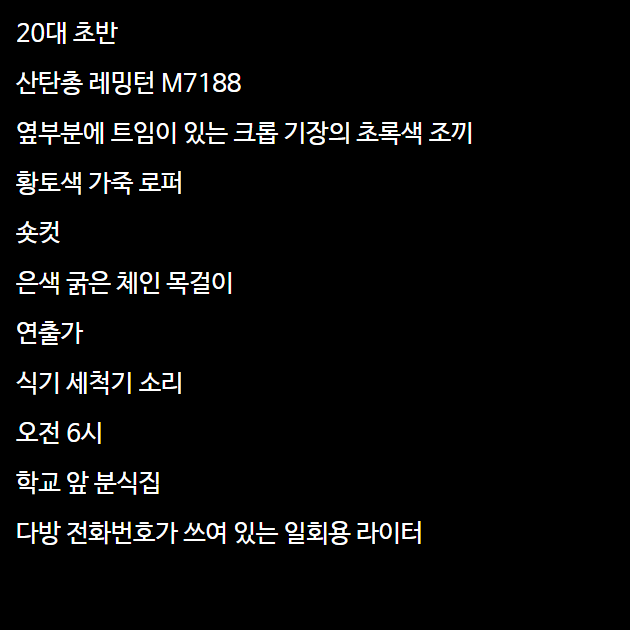 20대 초반
산탄총 레밍턴 M7188
옆부분에 트임이 있는 크롭 기장의 초록색 조끼
황토색 가죽 로퍼
숏컷
은색 굵은 체인 목걸이
연출가
식기 세척기 소리
오전 6시
학교 앞 분식집
다방 전화번호가 쓰여 있는 일회용 라이터